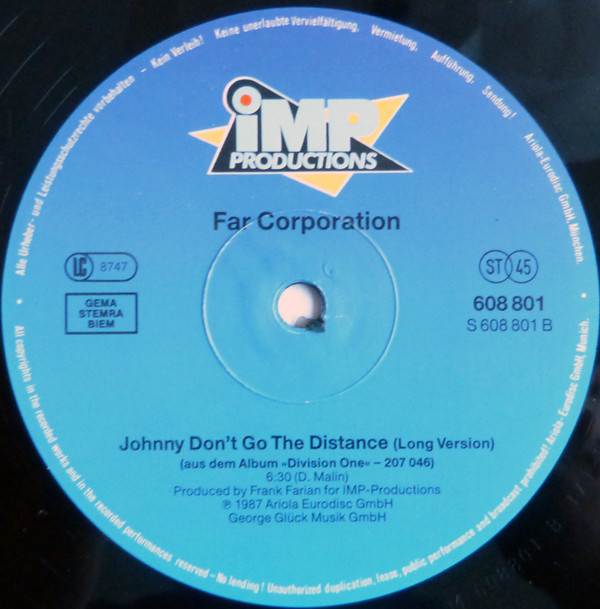 Alle Urheber- und Leistungsschutzrechte vorbehalten – Kein Verleih! Keine unerlaubte Vervielfältigung, Vermietung, Aufführung, Sendung! Ariola-Eurodisc GmbH, München.
iMP
PRODUCTIONS
Far Corporation
LC 8747
ST 45
GEMA
STEMRA
BIEM
608 801
S 608 801 B
Johnny Don't Go The Distance (Long Version)
(aus dem Album »Division One« – 207 046)
6:30 (D. Malin)
Produced by Frank Farian for IMP-Productions
℗ 1987 Ariola Eurodisc GmbH
George Glück Musik GmbH
All copyrights in the recorded works and in the recorded performances reserved – No lending! Unauthorized duplication, lease, public performance and broadcast prohibited! Ariola-Eurodisc GmbH, Munich.